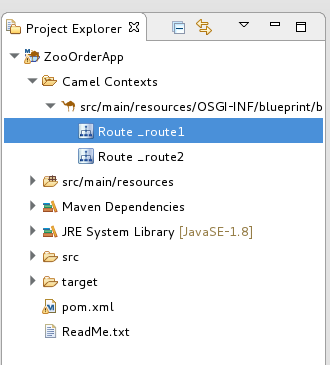 Project Explorer
ZooOrderApp
Camel Contexts
src/main/resources/OSGI-INF/blueprint/b
Route _route1
Route _route2
src/main/resources
Maven Dependencies
JRE System Library [JavaSE-1.8]
src
target
pom.xml
ReadMe.txt